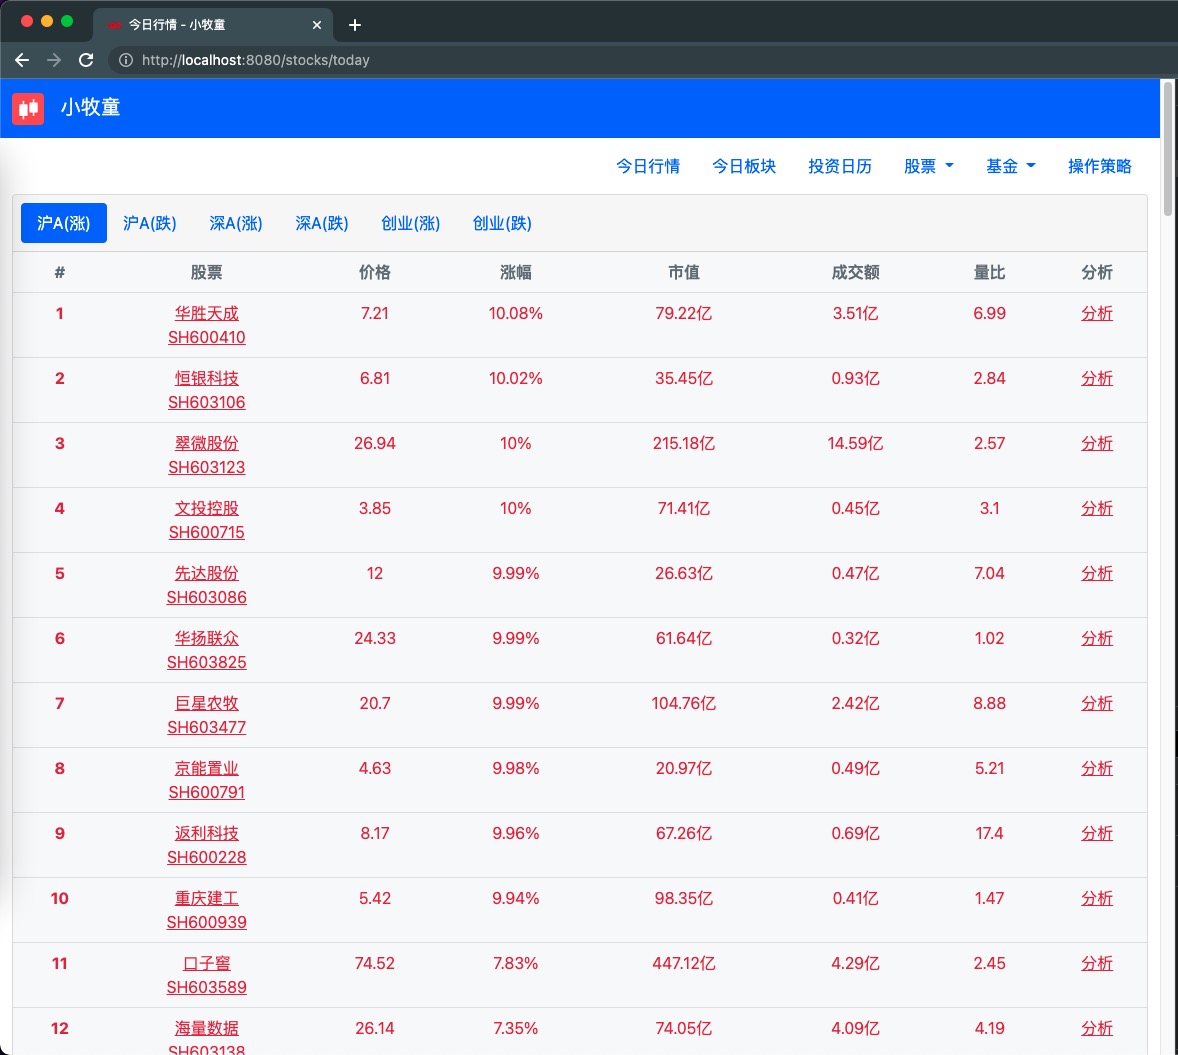 今日行情 - 小牧童
http://localhost:8080/stocks/today
小牧童
今日行情 今日板块 投资日历 股票 基金 操作策略
沪A(涨) 沪A(跌) 深A(涨) 深A(跌) 创业(涨) 创业(跌)
# 股票 价格 涨幅 市值 成交额 量比 分析
1 华胜天成 7.21 10.08% 79.22亿 3.51亿 6.99 分析
SH600410
2 恒银科技 6.81 10.02% 35.45亿 0.93亿 2.84 分析
SH603106
3 翠微股份 26.94 10% 215.18亿 14.59亿 2.57 分析
SH603123
4 文投控股 3.85 10% 71.41亿 0.45亿 3.1 分析
SH600715
5 先达股份 12 9.99% 26.63亿 0.47亿 7.04 分析
SH603086
6 华扬联众 24.33 9.99% 61.64亿 0.32亿 1.02 分析
SH603825
7 巨星农牧 20.7 9.99% 104.76亿 2.42亿 8.88 分析
SH603477
8 京能置业 4.63 9.98% 20.97亿 0.49亿 5.21 分析
SH600791
9 返利科技 8.17 9.96% 67.26亿 0.69亿 17.4 分析
SH600228
10 重庆建工 5.42 9.94% 98.35亿 0.41亿 1.47 分析
SH600939
11 口子窖 74.52 7.83% 447.12亿 4.29亿 2.45 分析
SH603589
12 海量数据 26.14 7.35% 74.05亿 4.09亿 4.19 分析
SH603138